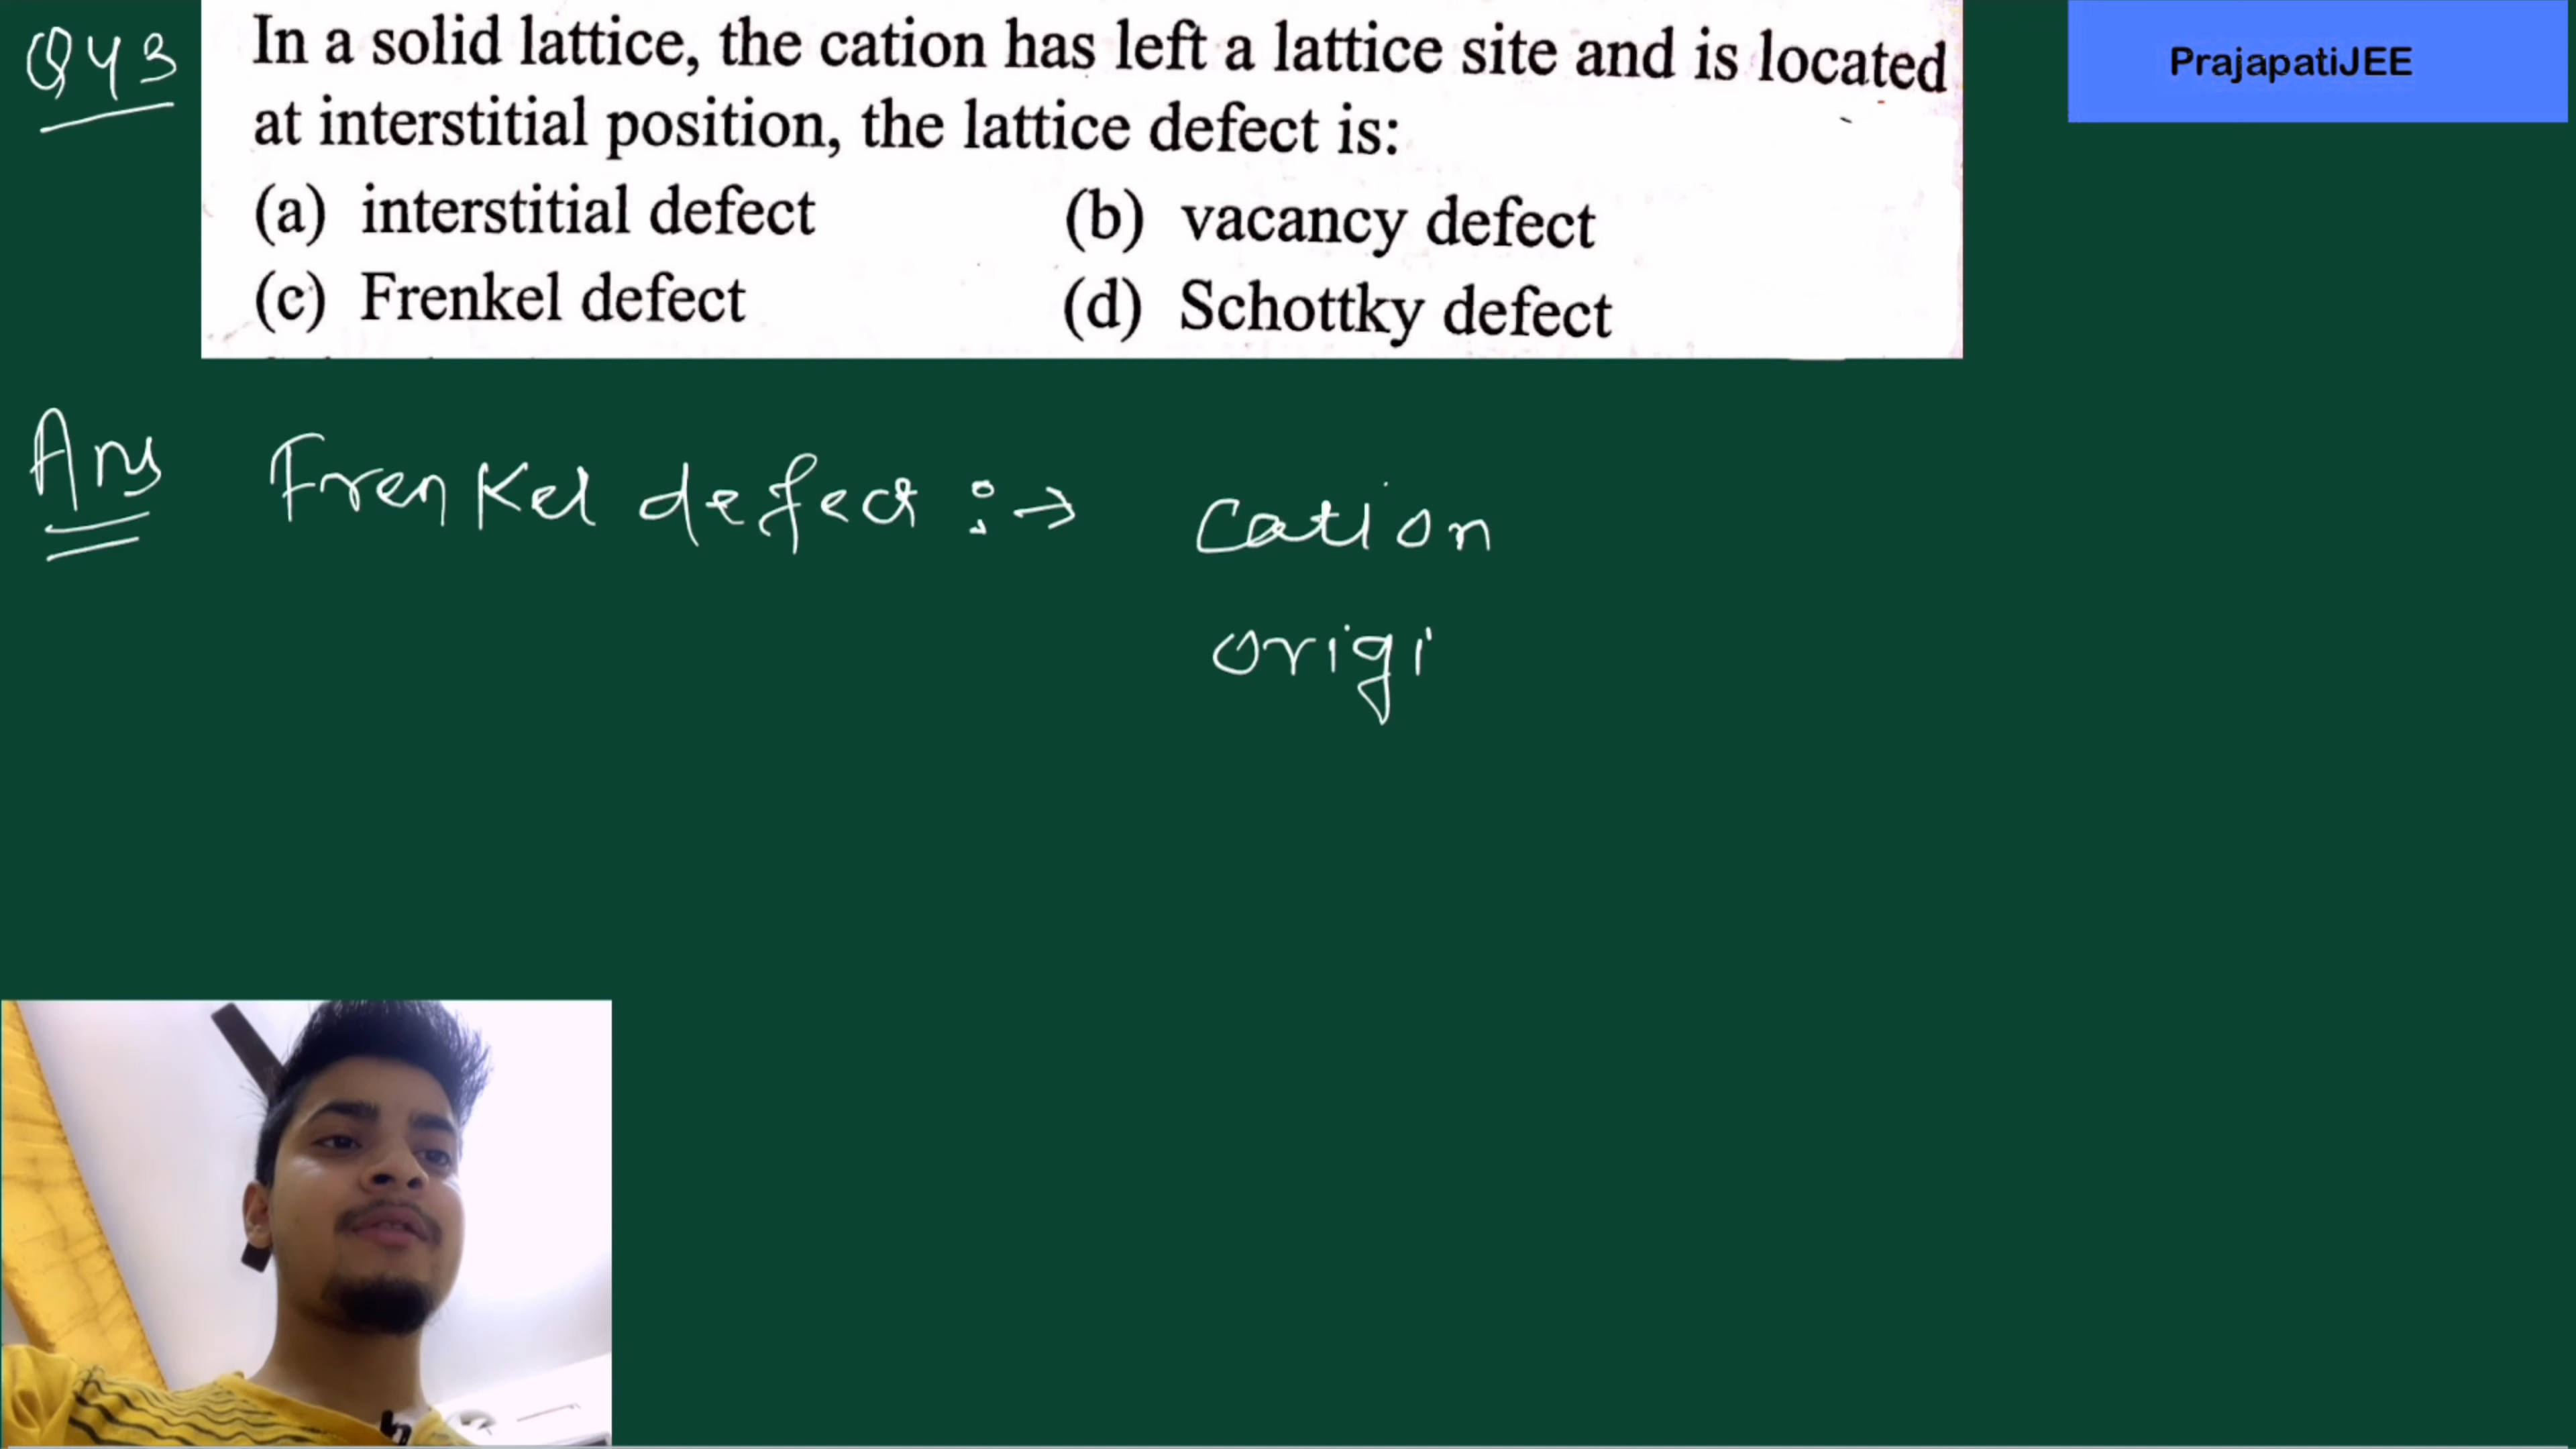 Q43
In a solid lattice, the cation has left a lattice site and is located
at interstitial position, the lattice defect is:
(a) interstitial defect (b) vacancy defect
(c) Frenkel defect (d) Schottky defect
PrajapatiJEE
Ans Frenkel defect :→ Cation
origi